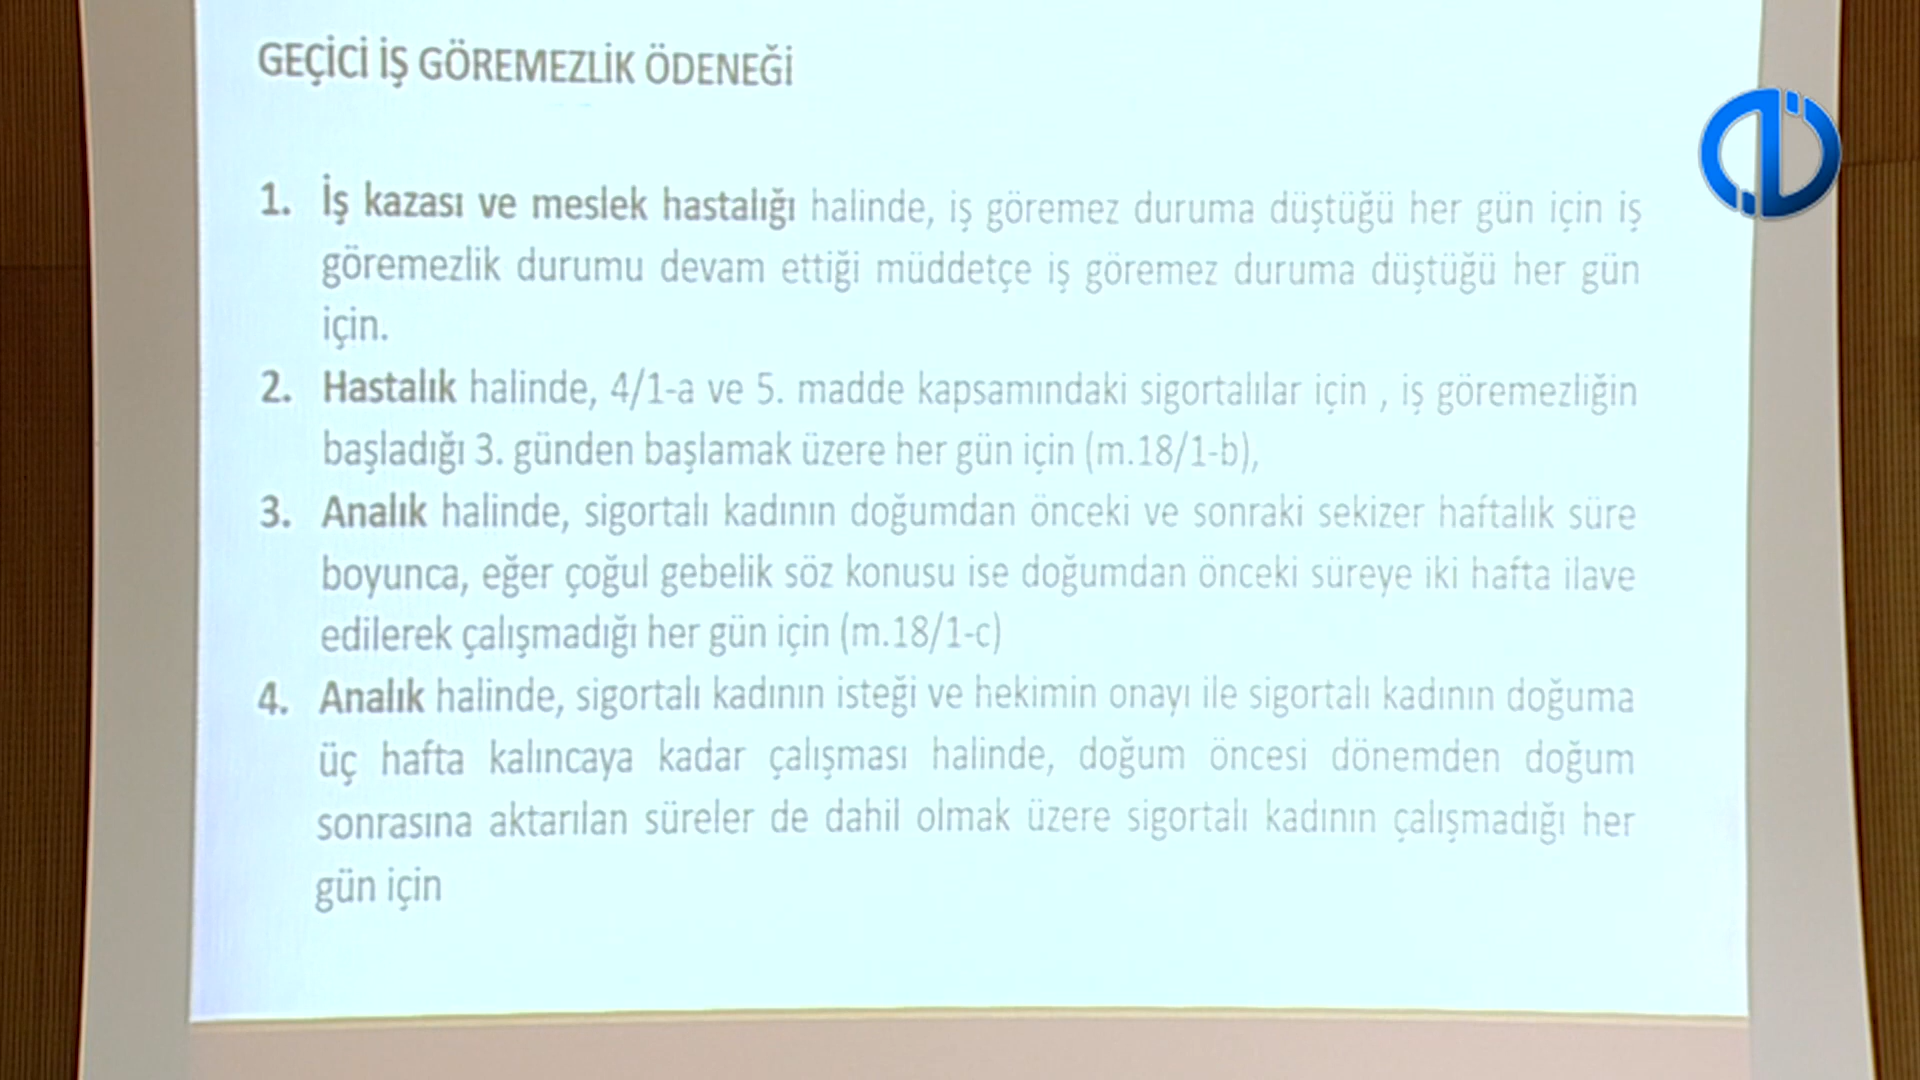 GEÇİCİ İŞ GÖREMEZLİK ÖDENEĞİ
1. İş kazası ve meslek hastalığı halinde, iş göremez duruma düştüğü her gün için iş
göremezlik durumu devam ettiği müddetçe iş göremez duruma düştüğü her gün
için.
2. Hastalık halinde, 4/1-a ve 5. madde kapsamındaki sigortalılar için , iş göremezliğin
başladığı 3. günden başlamak üzere her gün için (m.18/1-b),
3. Analık halinde, sigortalı kadının doğumdan önceki ve sonraki sekizer haftalık süre
boyunca, eğer çoğul gebelik söz konusu ise doğumdan önceki süreye iki hafta ilave
edilerek çalışmadığı her gün için (m.18/1-c)
4. Analık halinde, sigortalı kadının isteği ve hekimin onayı ile sigortalı kadının doğuma
üç hafta kalıncaya kadar çalışması halinde, doğum öncesi dönemden doğum
sonrasına aktarılan süreler de dahil olmak üzere sigortalı kadının çalışmadığı her
gün için